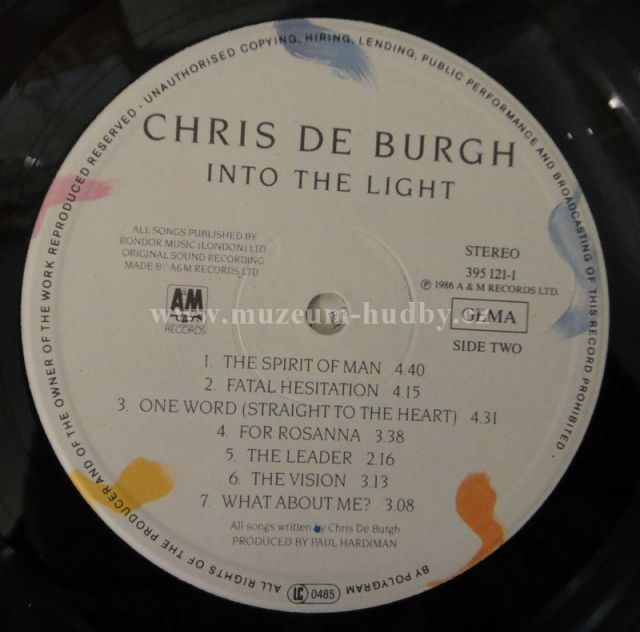 UNAUTHORISED COPYING, HIRING, LENDING, PUBLIC PERFORMANCE AND BROADCASTING OF THIS RECORD PROHIBITED ·
CHRIS DE BURGH
INTO THE LIGHT
ALL SONGS PUBLISHED BY
RONDOR MUSIC (LONDON) LTD.
ORIGINAL SOUND RECORDING
MADE BY A&M RECORDS LTD
A&M
RECORDS
STEREO
395 121-1
℗ 1986 A & M RECORDS LTD.
GEMA
SIDE TWO
www.muzeum-hudby.cz
1. THE SPIRIT OF MAN 4.40
2. FATAL HESITATION 4.15
3. ONE WORD (STRAIGHT TO THE HEART) 4.31
4. FOR ROSANNA 3.38
5. THE LEADER 2.16
6. THE VISION 3.13
7. WHAT ABOUT ME? 3.08
All songs written by Chris De Burgh
PRODUCED BY PAUL HARDIMAN
BY POLYGRAM
LC 0485
ALL RIGHTS OF THE PRODUCER AND OF THE OWNER OF THE WORK REPRODUCED RESERVED ·